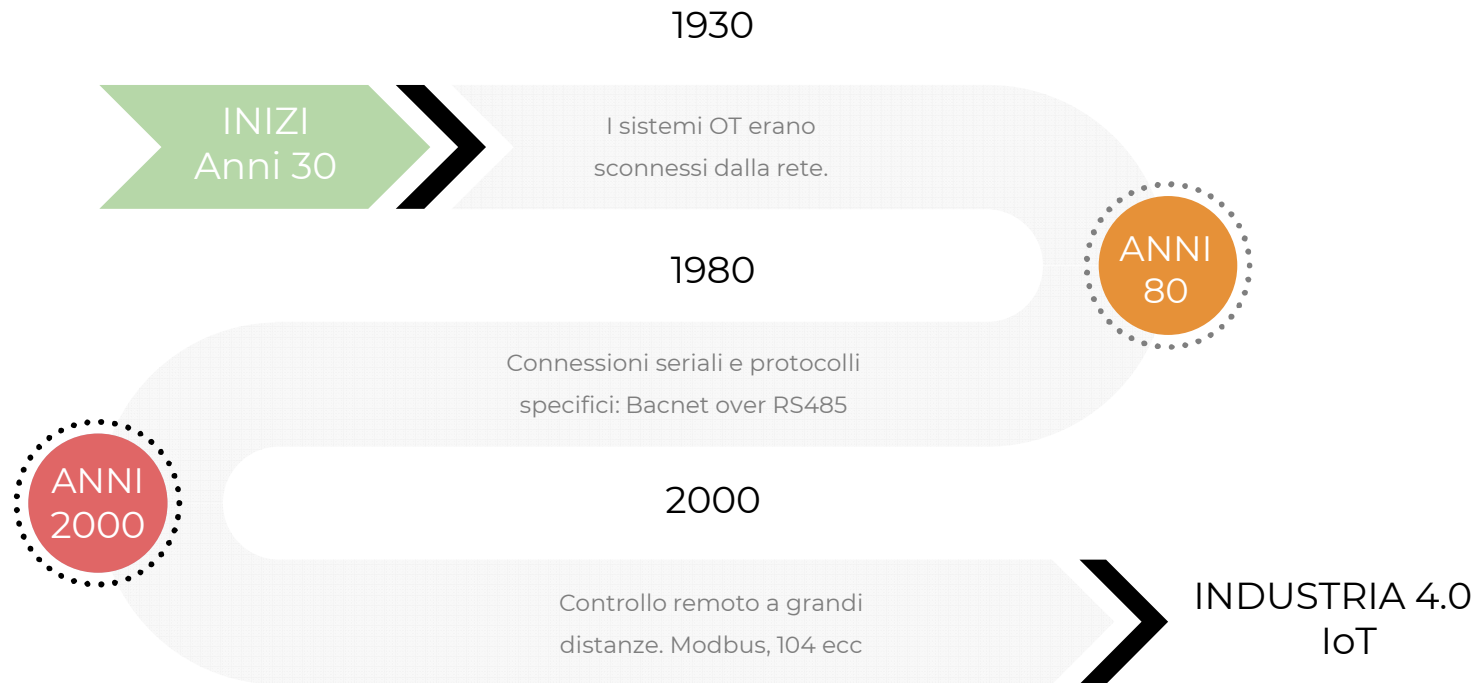 1930
INIZI
Anni 30
I sistemi OT erano
sconnessi dalla rete.
ANNI
80
1980
Connessioni seriali e protocolli
specifici: Bacnet over RS485
ANNI
2000
2000
Controllo remoto a grandi
distanze. Modbus, 104 ecc
INDUSTRIA 4.0
IoT